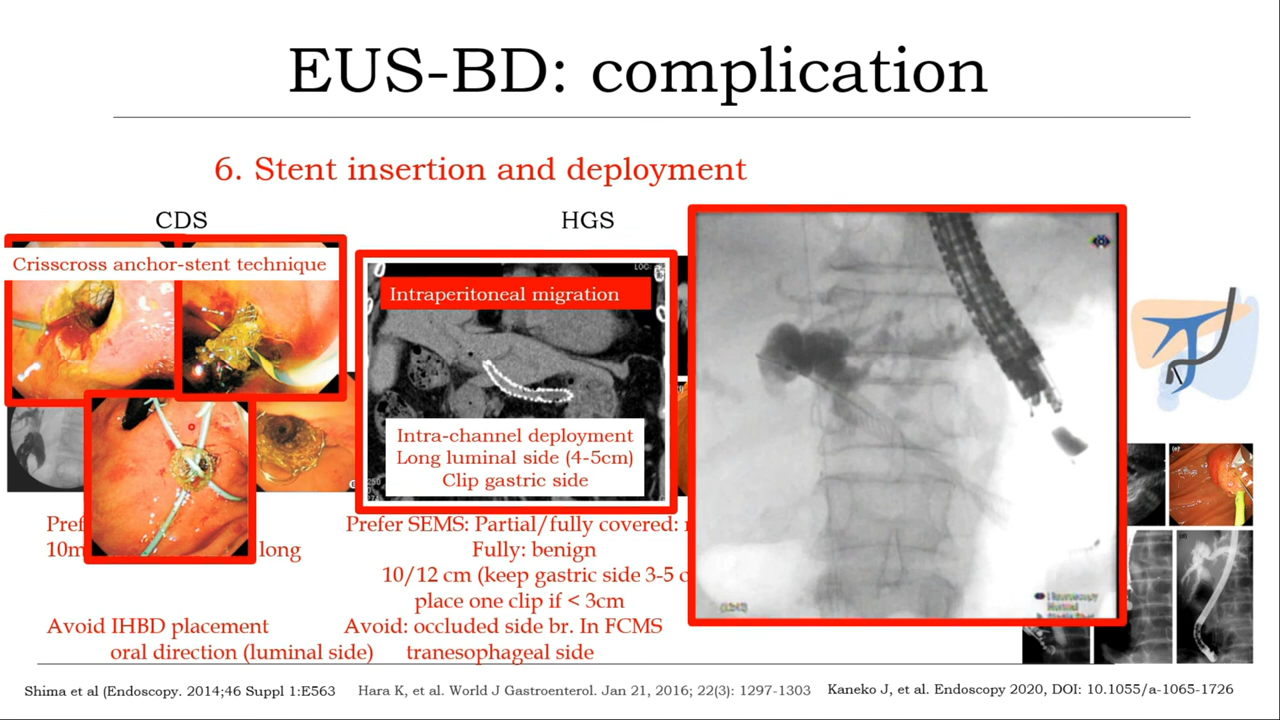 EUS-BD: complication
6. Stent insertion and deployment
CDS
HGS
Crisscross anchor-stent technique
Intraperitoneal migration
Intra-channel deployment
Long luminal side (4-5cm)
Clip gastric side
Pref
10m
long
Avoid IHBD placement
oral direction (luminal side)
Prefer SEMS: Partial/fully covered:
Fully: benign
10/12 cm (keep gastric side 3-5 c
place one clip if < 3cm
Avoid: occluded side br. In FCMS
tranesophageal side
Shima et al (Endoscopy. 2014;46 Suppl 1:E563
Hara K, et al. World J Gastroenterol. Jan 21, 2016; 22(3): 1297-1303
Kaneko J, et al. Endoscopy 2020, DOI: 10.1055/a-1065-1726